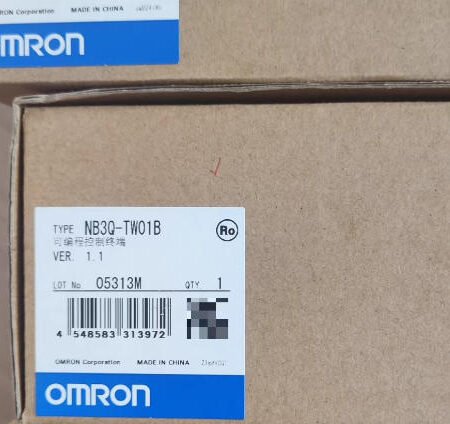 OMRON Corporation MADE IN CHINA
OMRON
TYPE NB3Q-TW01B
Ro
可编程控制终端
VER. 1.1
LOT No 05313M QTY 1
4 548583 313972
OMRON Corporation MADE IN CHINA
OMRON